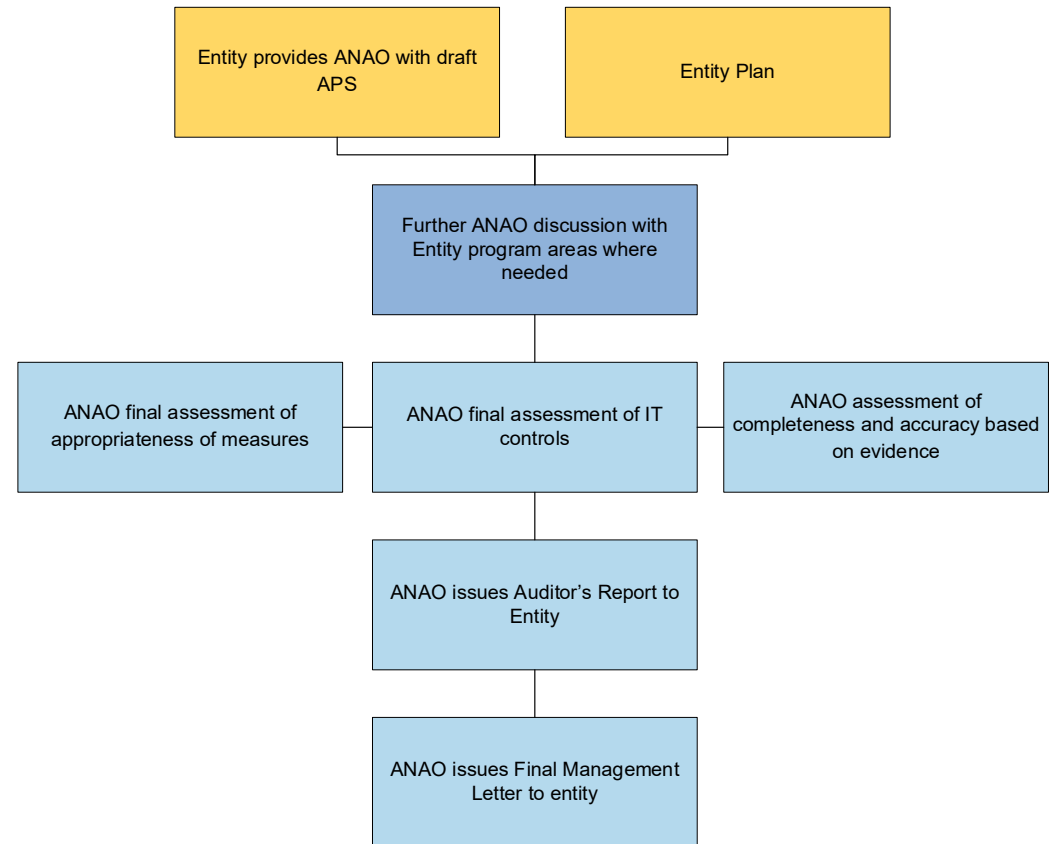 Entity provides ANAO with draft
APS
Entity Plan
Further ANAO discussion with
Entity program areas where
needed
ANAO final assessment of
appropriateness of measures
ANAO final assessment of IT
controls
ANAO assessment of
completeness and accuracy based
on evidence
ANAO issues Auditor’s Report to
Entity
ANAO issues Final Management
Letter to entity